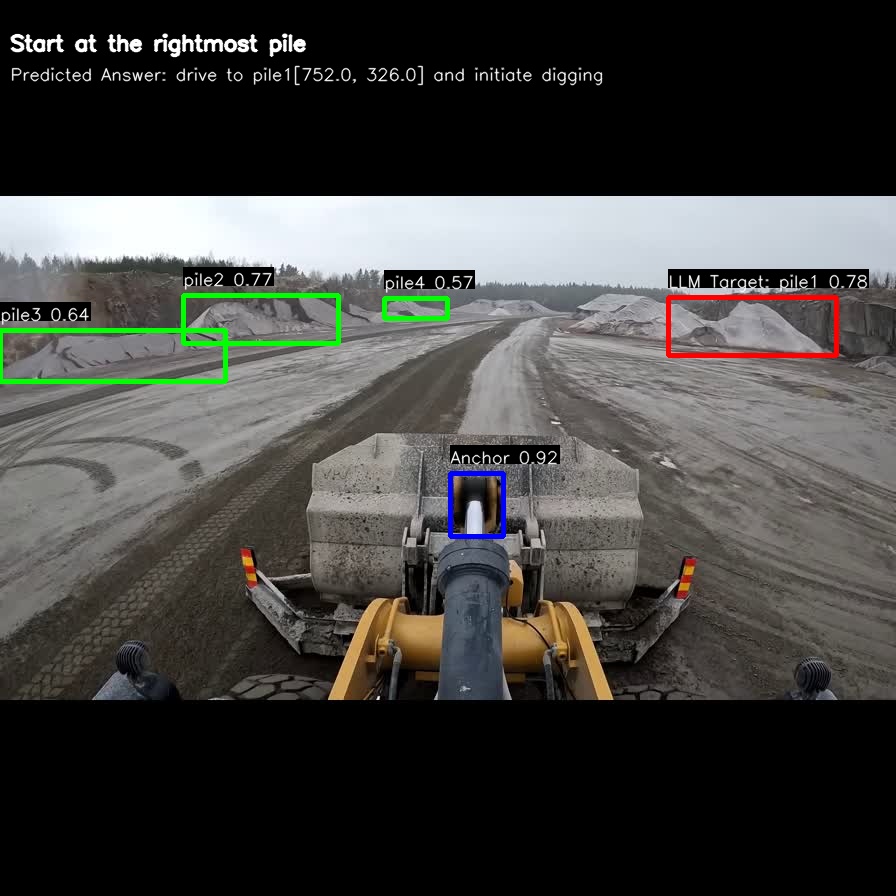 Start at the rightmost pile
Predicted Answer: drive to pile1[752.0, 326.0] and initiate digging
pile2 0.77
pile4 0.57
LLM Target: pile1 0.78
pile3 0.64
Anchor 0.92